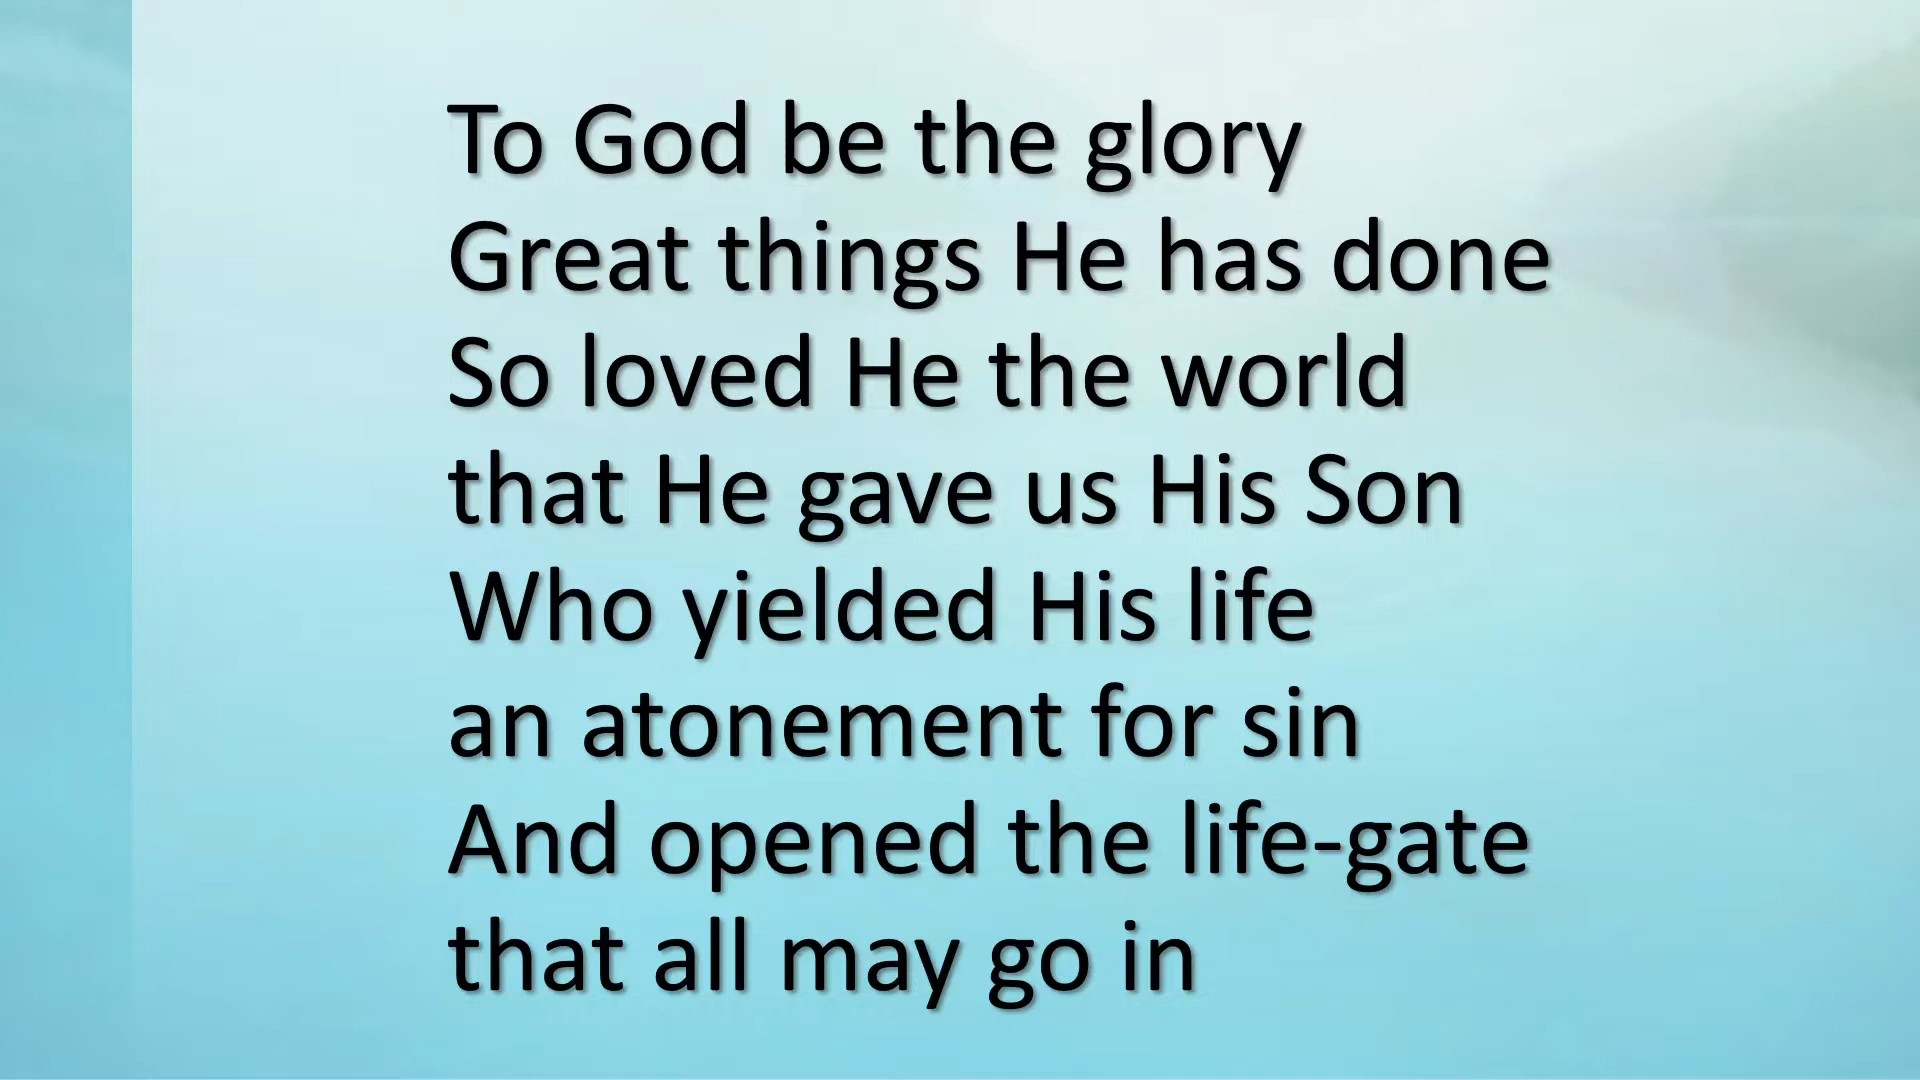 To God be the glory
Great things He has done
So loved He the world
that He gave us His Son
Who yielded His life
an atonement for sin
And opened the life-gate
that all may go in